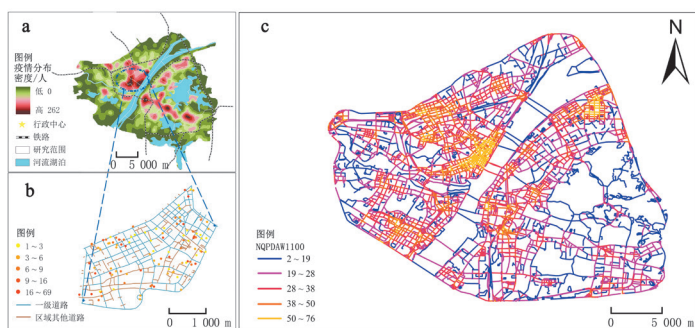 a
图例
疫情分布
密度/人
低 0
高 262
行政中心
铁路
研究范围
河流湖泊
0 5 000 m
b
图例
1～3
3～6
6～9
9～16
16～69
一级道路
区域其他道路
0 1 000 m
c
N
图例
NQPDAW1100
2～19
19～28
28～38
38～50
50～76
0 5 000 m